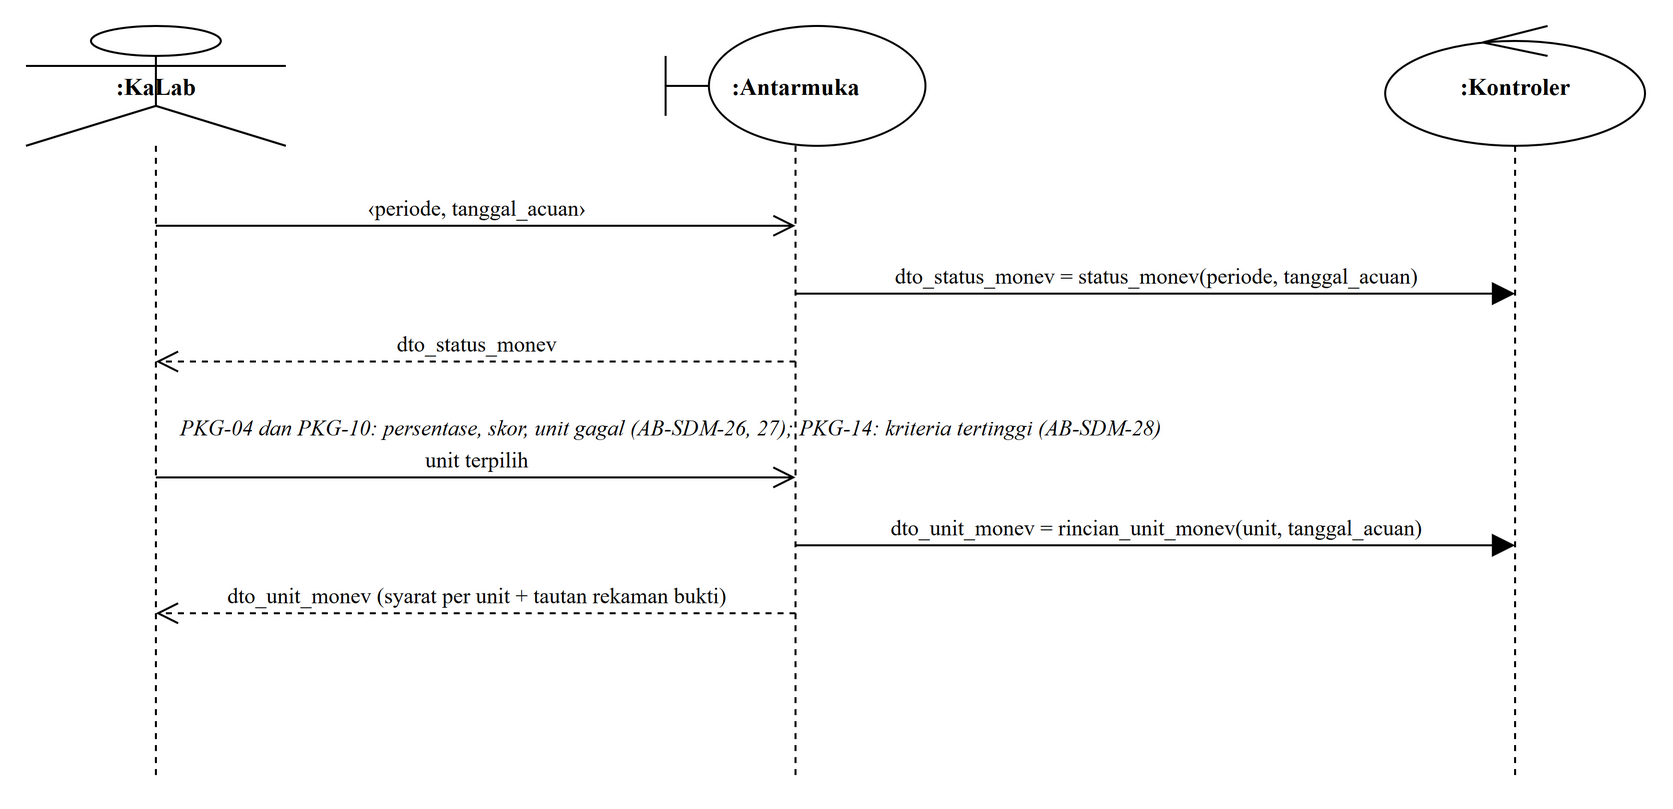 :KaLab
:Antarmuka
:Kontroler
‹periode, tanggal_acuan›
dto_status_monev = status_monev(periode, tanggal_acuan)
dto_status_monev
PKG-04 dan PKG-10: persentase, skor, unit gagal (AB-SDM-26, 27); PKG-14: kriteria tertinggi (AB-SDM-28)
unit terpilih
dto_unit_monev = rincian_unit_monev(unit, tanggal_acuan)
dto_unit_monev (syarat per unit + tautan rekaman bukti)